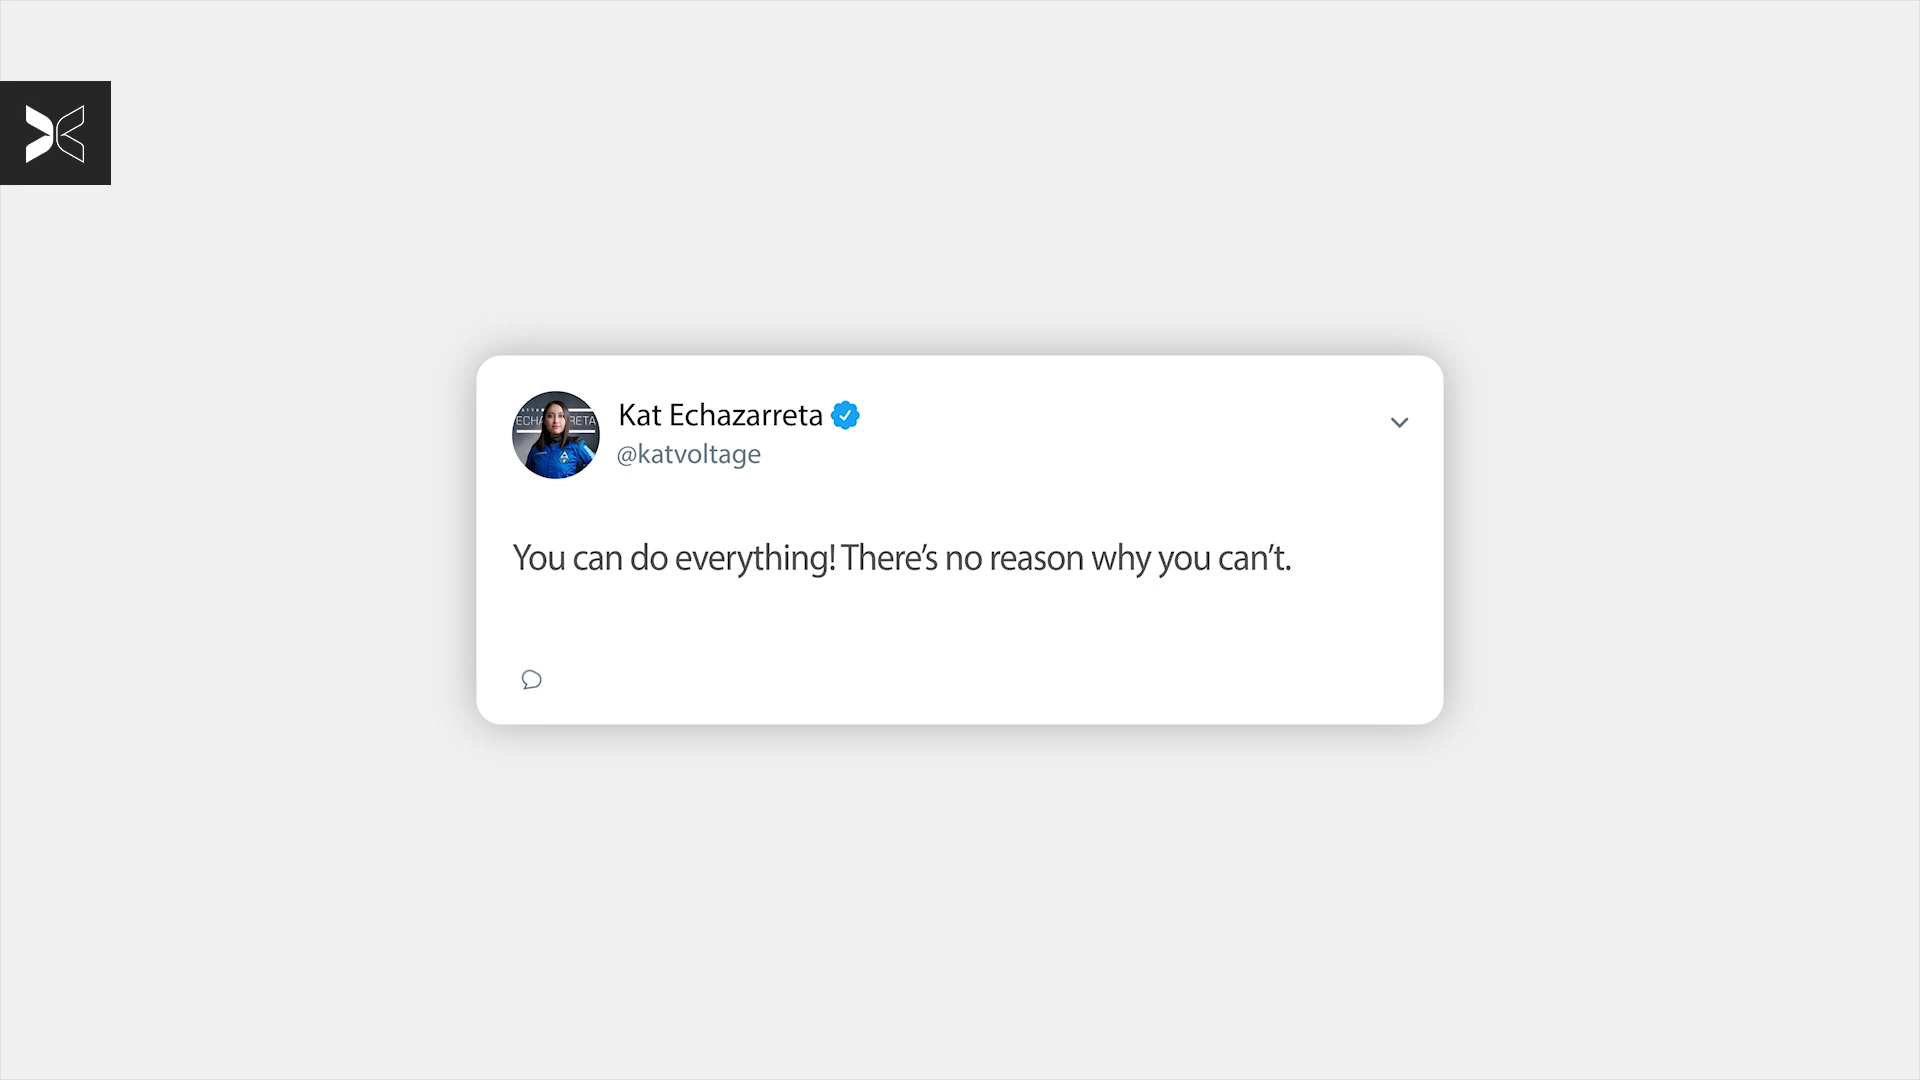 Kat Echazarreta
@katvoltage
You can do everything! There’s no reason why you can’t.